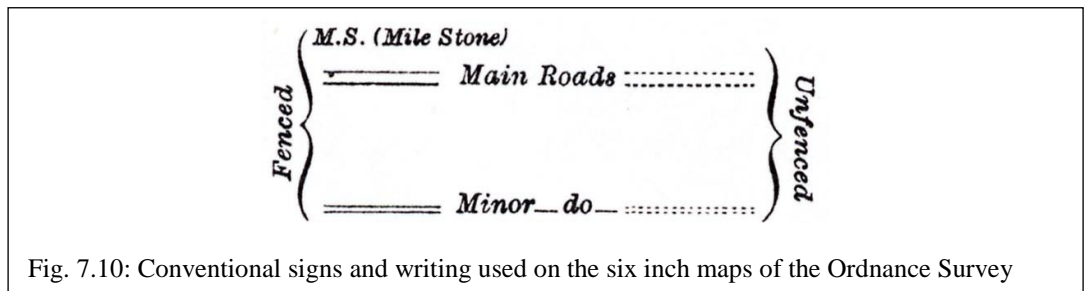 M.S. (Mile Stone)
Main Roads
Fenced
Unfenced
Minor do
Fig. 7.10: Conventional signs and writing used on the six inch maps of the Ordnance Survey